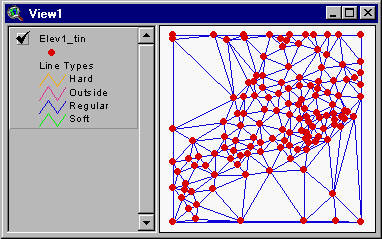 View1
Elev1_tin
Line Types
Hard
Outside
Regular
Soft